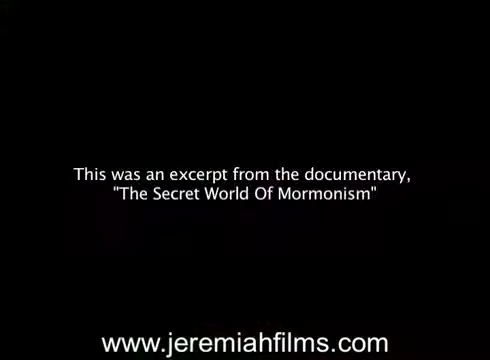 This was an excerpt from the documentary,
"The Secret World Of Mormonism"
www.jeremiahfilms.com